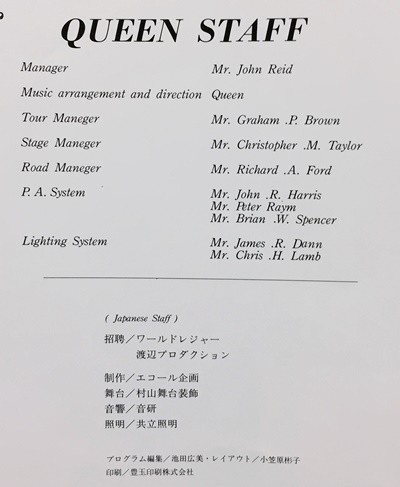 QUEEN STAFF
Manager Mr. John Reid
Music arrangement and direction Queen
Tour Maneger Mr. Graham .P. Brown
Stage Maneger Mr. Christopher .M. Taylor
Road Maneger Mr. Richard .A. Ford
P. A. System Mr. John .R. Harris
Mr. Peter Raym
Mr. Brian .W. Spencer
Lighting System Mr. James .R. Dann
Mr. Chris .H. Lamb
( Japanese Staff )
招聘／ワールドレジャー
渡辺プロダクション
制作／エコール企画
舞台／村山舞台装飾
音響／音研
照明／共立照明
プログラム編集／池田広美・レイアウト／小笠原彬子
印刷／豊玉印刷株式会社